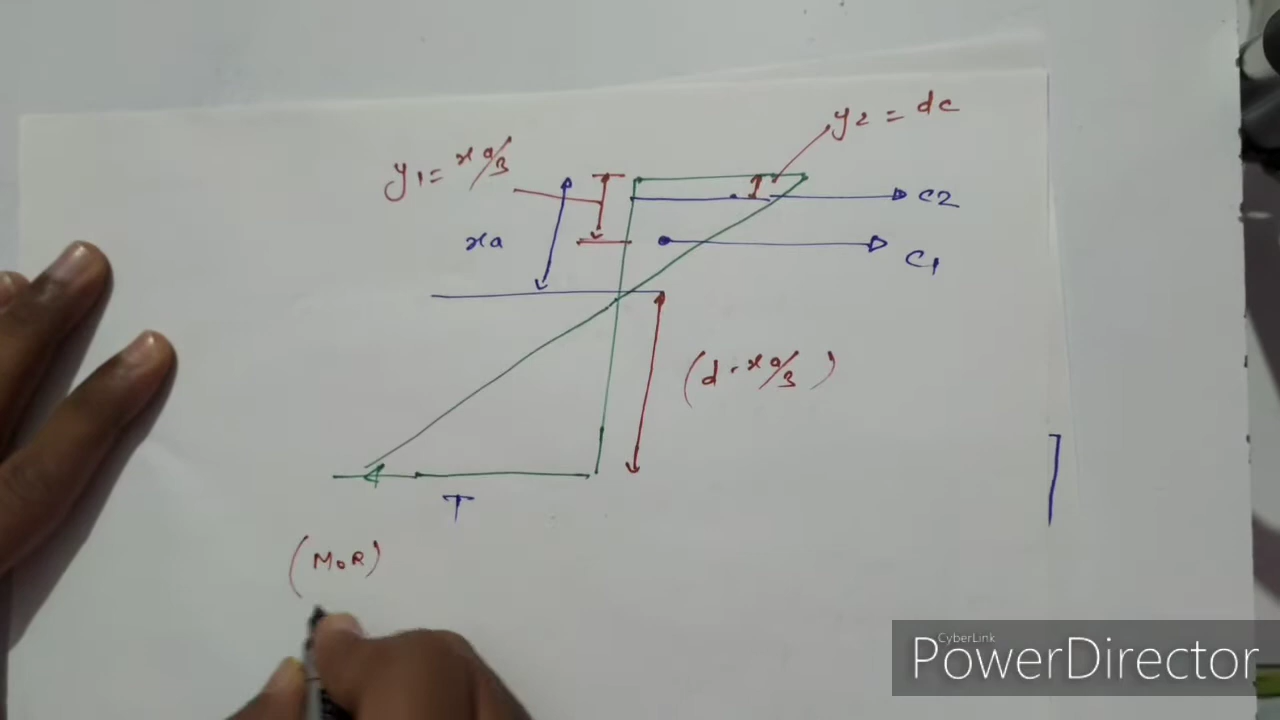 y2 = dc
y1 = xa/3
C2
xa
C1
(d - xa/3)
T
(MOR)
CyberLink
PowerDirector